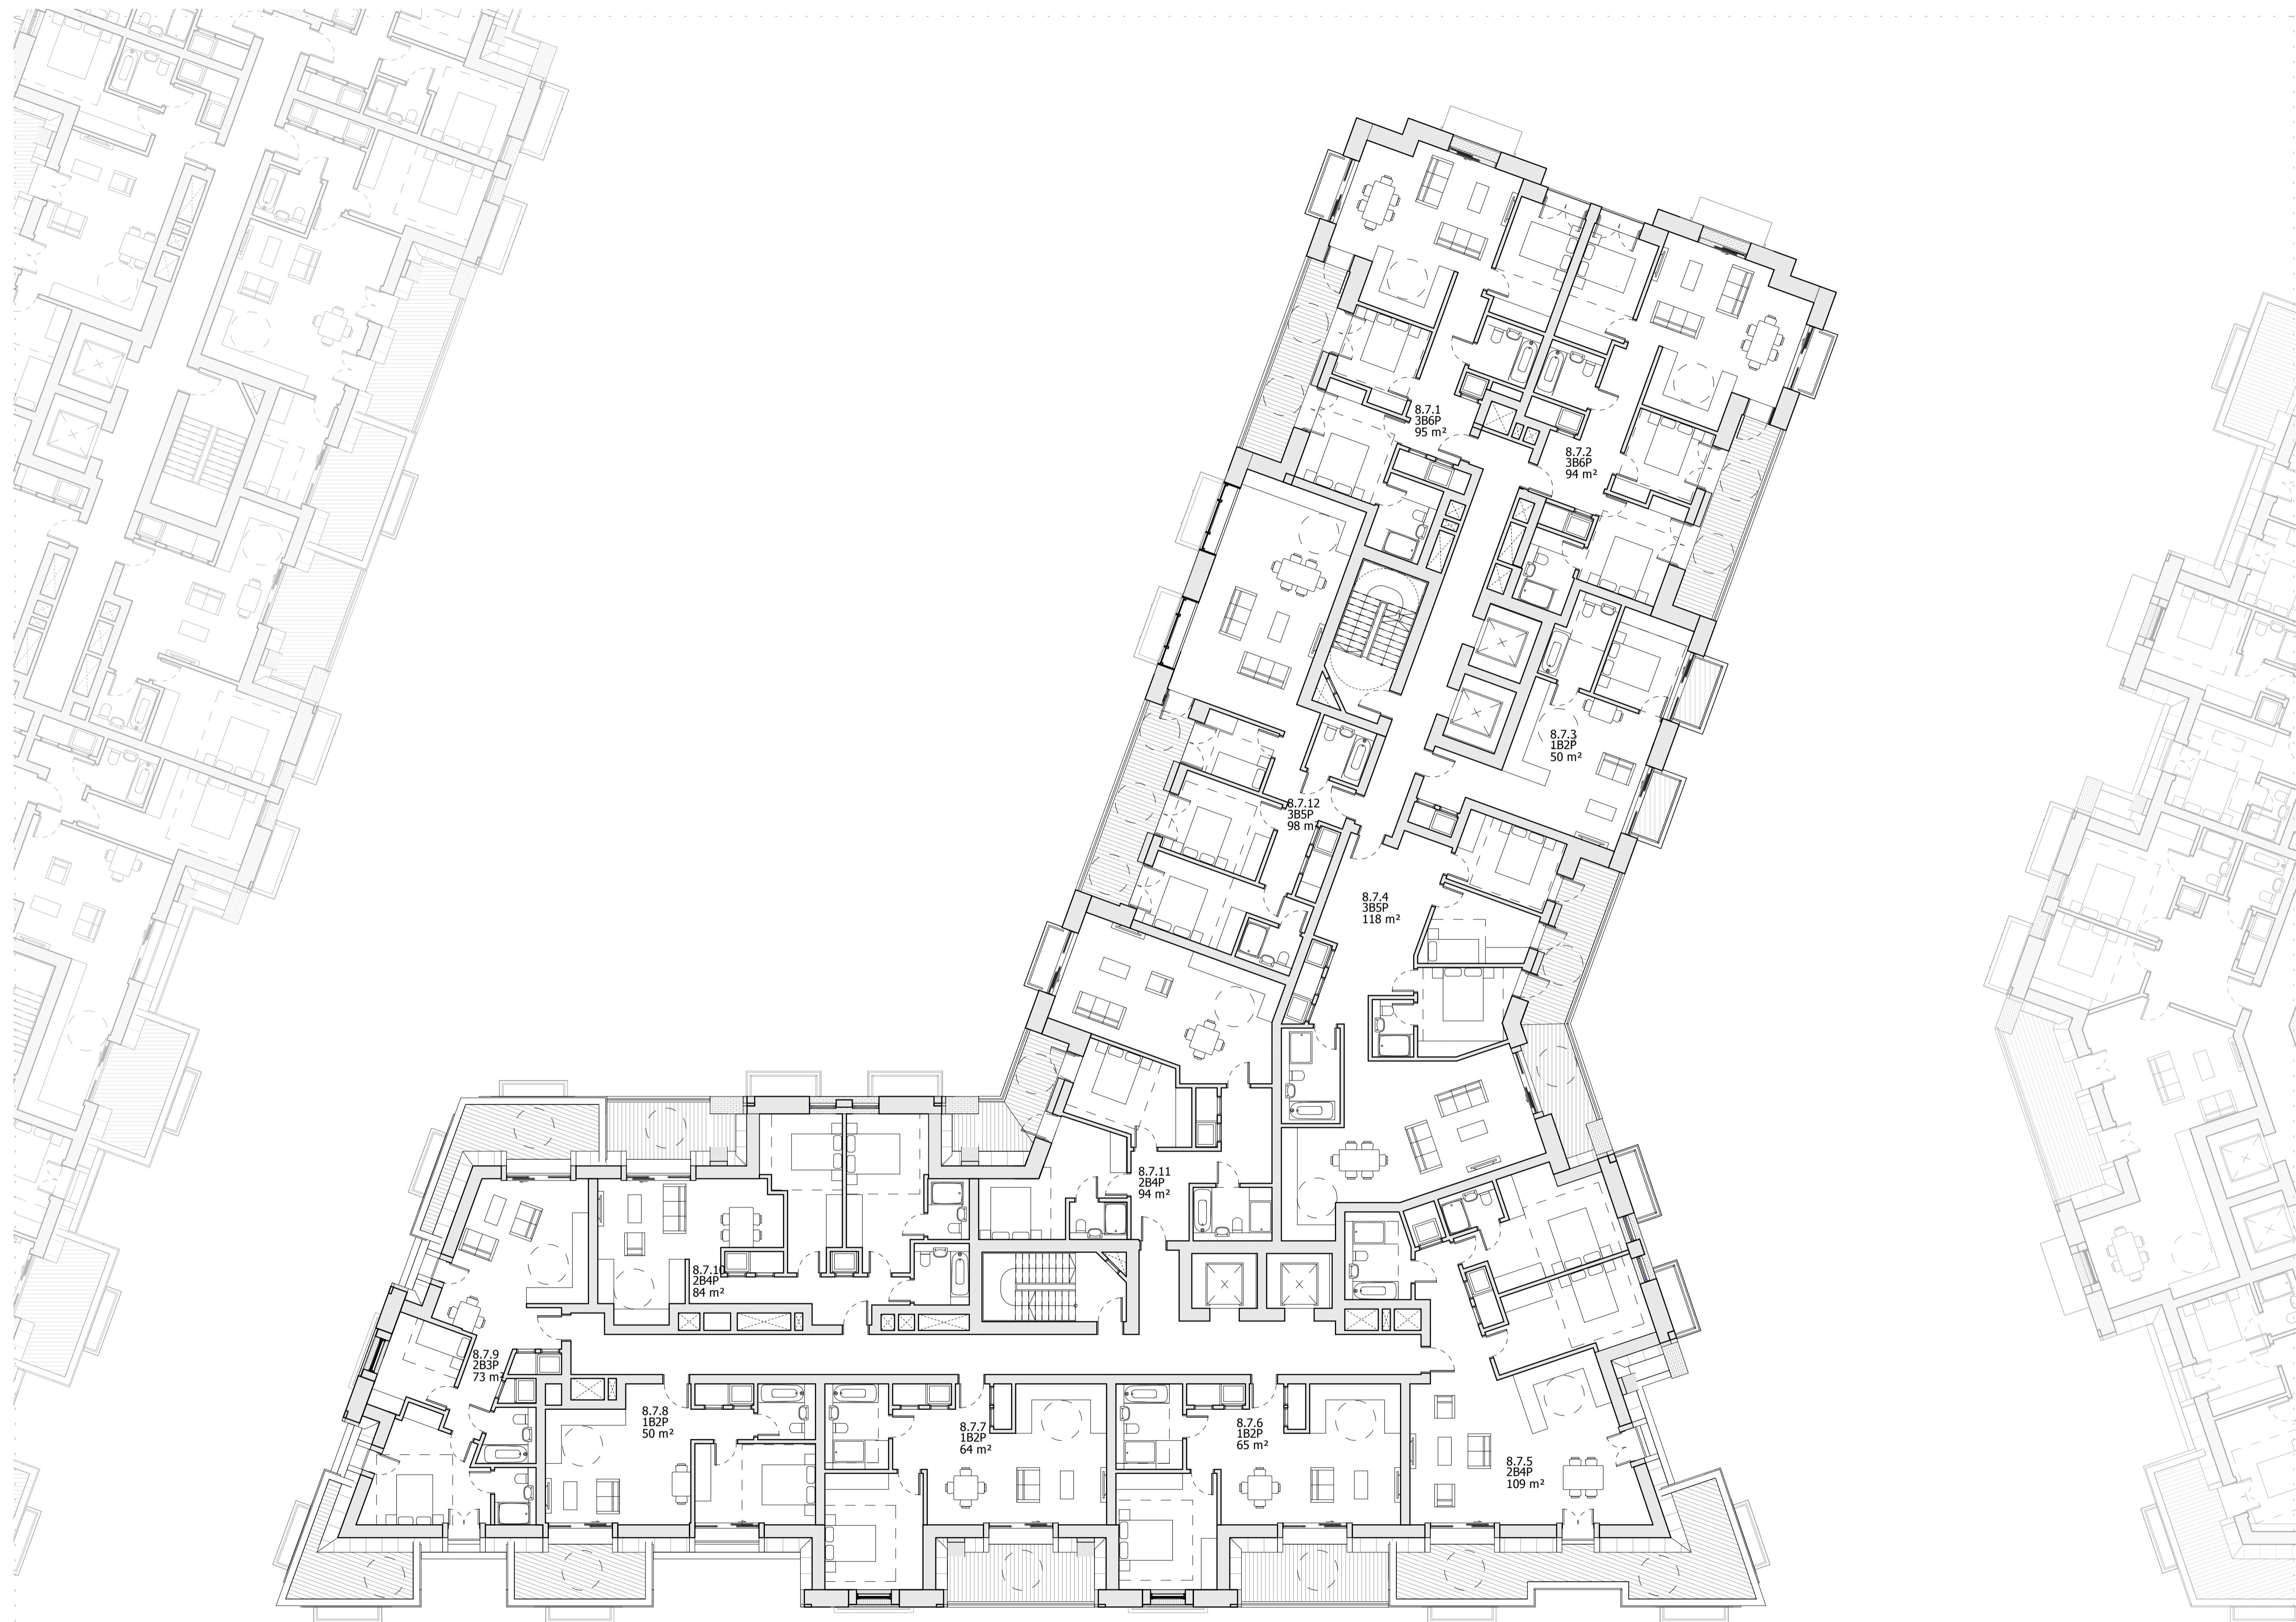 8.7.1
3B6P
95 m²
8.7.2
3B6P
94 m²
8.7.3
1B2P
50 m²
8.7.12
3B5P
98 m²
8.7.4
3B5P
118 m²
8.7.11
2B4P
94 m²
8.7.10
2B4P
84 m²
8.7.9
2B3P
73 m²
8.7.8
1B2P
50 m²
8.7.7
1B2P
64 m²
8.7.6
1B2P
65 m²
8.7.5
2B4P
109 m²